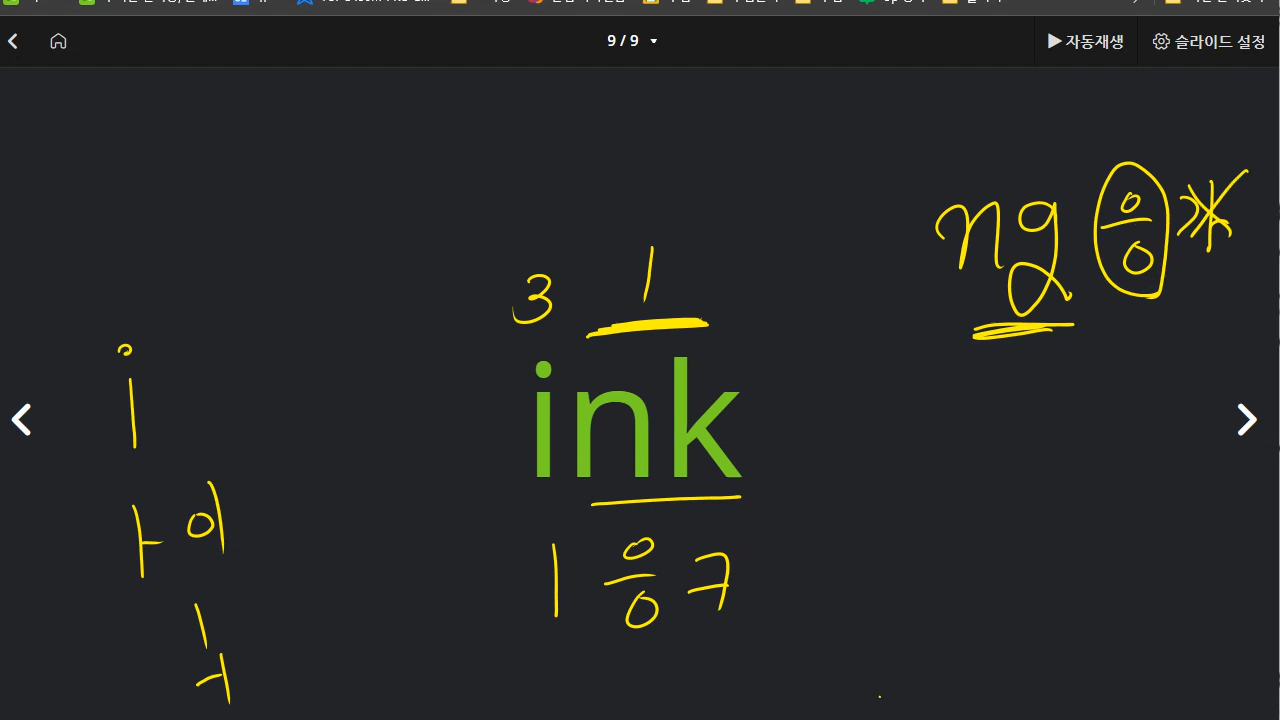 9 / 9
자동재생
슬라이드 설정
ng 응
3 1
ink
i
ㅣ 응 ㅋ
ㅏ 이
ㅣ
ㅓ